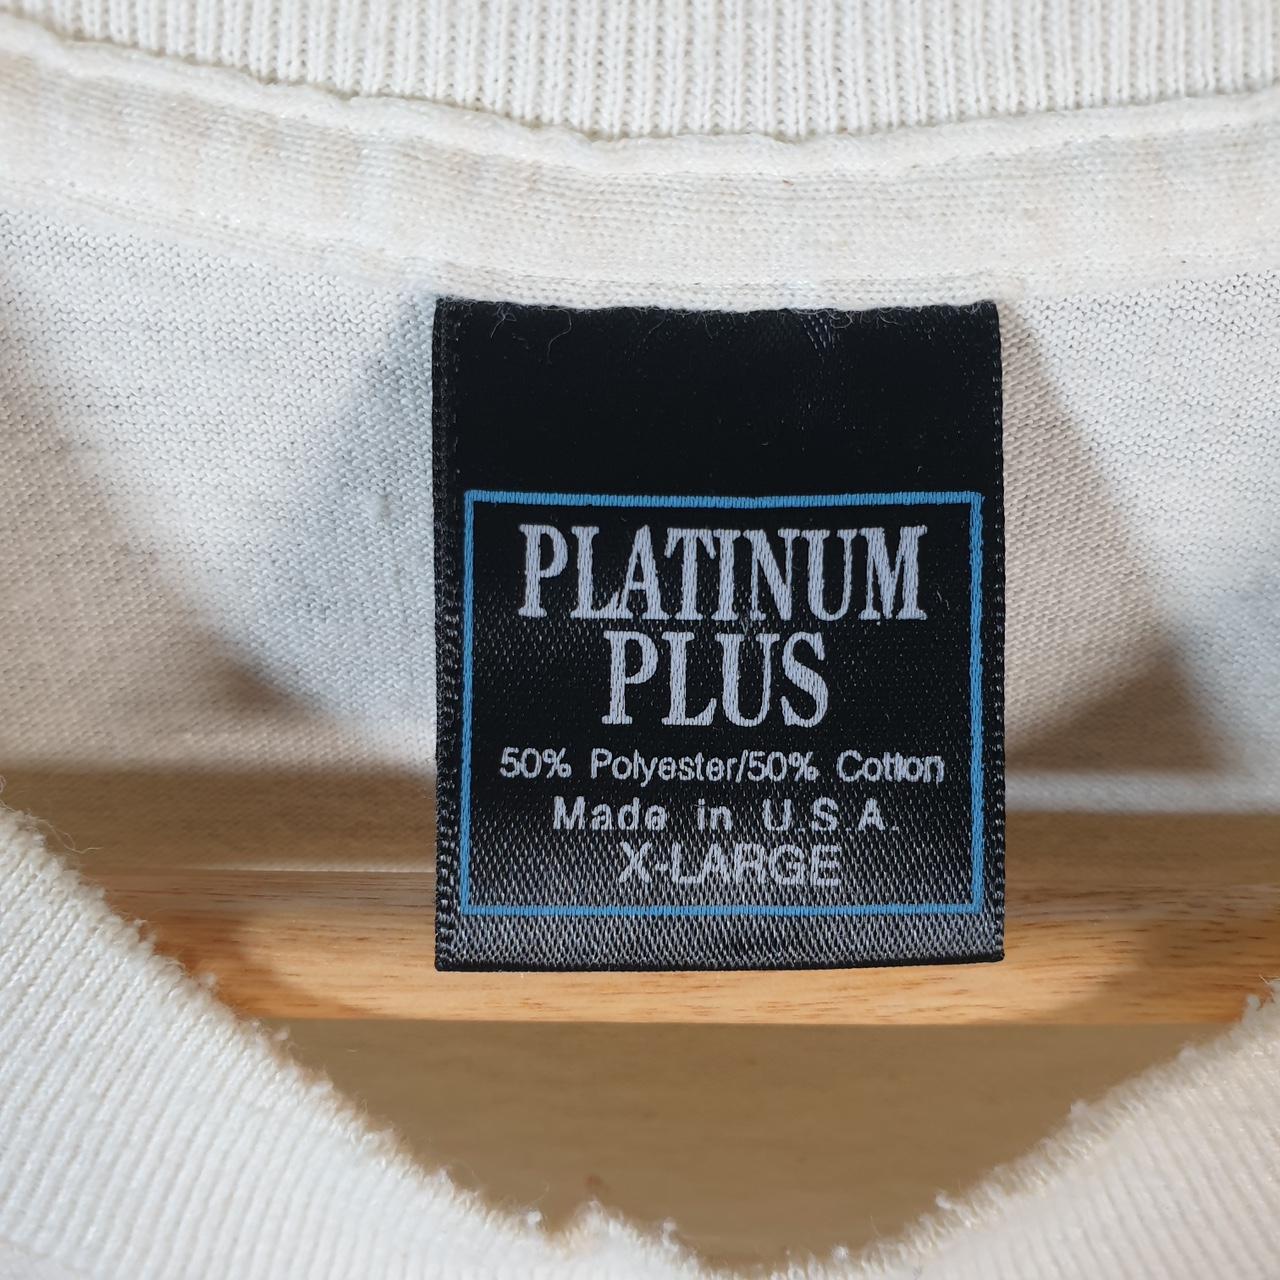 PLATINUM
PLUS
50% Polyester/50% Cotton
Made in U.S.A.
X-LARGE